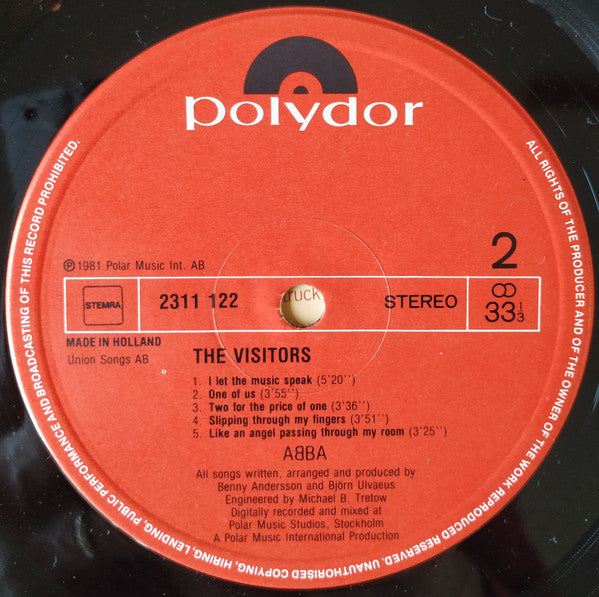 polydor
ALL RIGHTS OF THE PRODUCER AND OF THE OWNER OF THE WORK REPRODUCED RESERVED. UNAUTHORISED COPYING, HIRING, LENDING, PUBLIC PERFORMANCE AND BROADCASTING OF THIS RECORD PROHIBITED.
℗ 1981 Polar Music Int. AB
2
STEMRA
2311 122
truck
STEREO
33 1/3
MADE IN HOLLAND
Union Songs AB
THE VISITORS
1. I let the music speak (5'20'')
2. One of us (3'55'')
3. Two for the price of one (3'36'')
4. Slipping through my fingers (3'51'')
5. Like an angel passing through my room (3'25'')
AᗺBA
All songs written, arranged and produced by
Benny Andersson and Björn Ulvaeus
Engineered by Michael B. Tretow
Digitally recorded and mixed at
Polar Music Studios, Stockholm
A Polar Music International Production